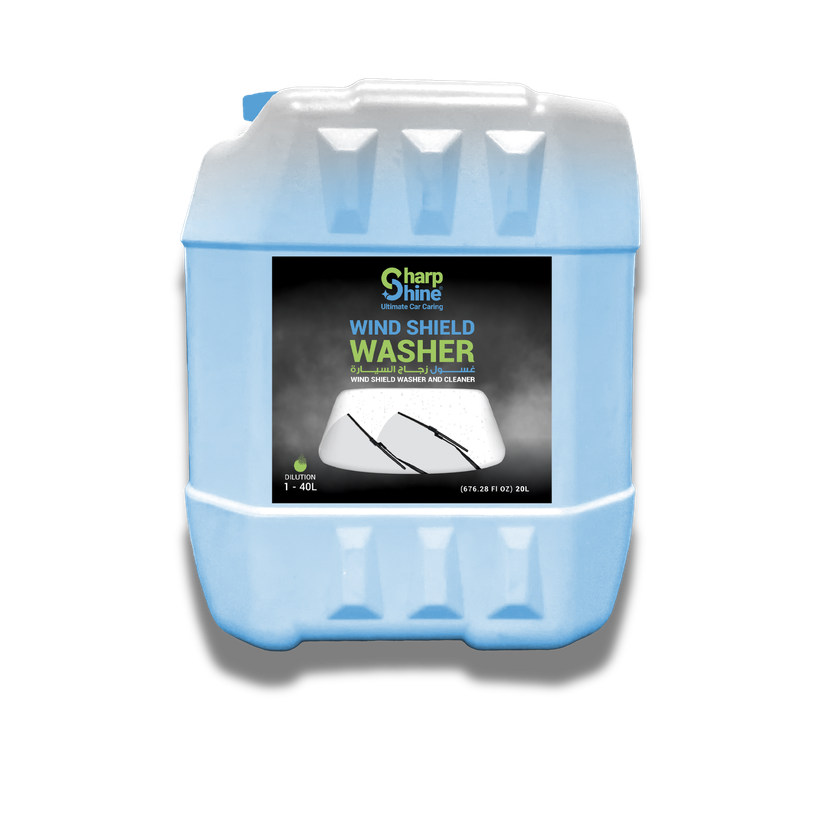 Sharp
Shine
Ultimate Car Caring
WIND SHIELD
WASHER
غسول زجاج السيارة
WIND SHIELD WASHER AND CLEANER
DILUTION
1 - 40L
(676.28 Fl OZ) 20L